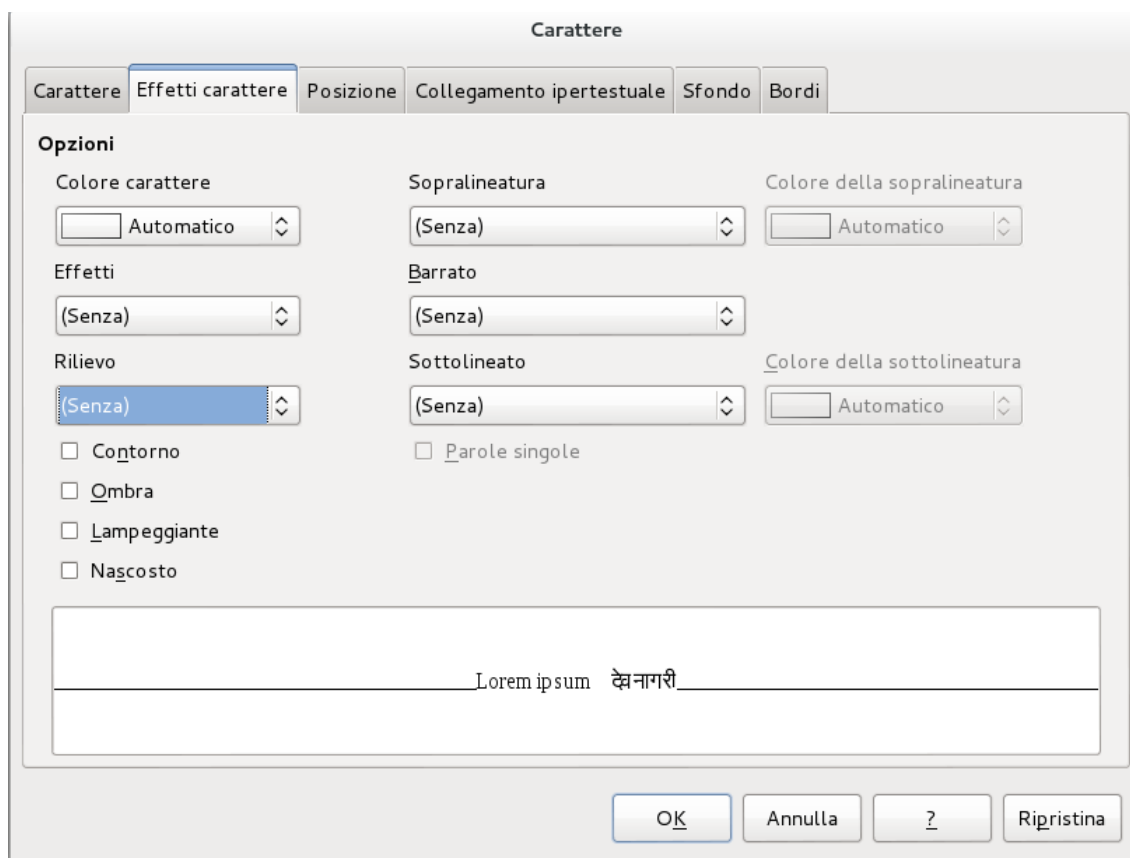 Carattere
Carattere Effetti carattere Posizione Collegamento ipertestuale Sfondo Bordi
Opzioni
Colore carattere Sopralineatura Colore della sopralineatura
Automatico (Senza) Automatico
Effetti Barrato
(Senza) (Senza)
Rilievo Sottolineato Colore della sottolineatura
(Senza) (Senza) Automatico
Contorno Parole singole
Ombra
Lampeggiante
Nascosto
Lorem ipsum देवनागरी
OK Annulla ? Ripristina